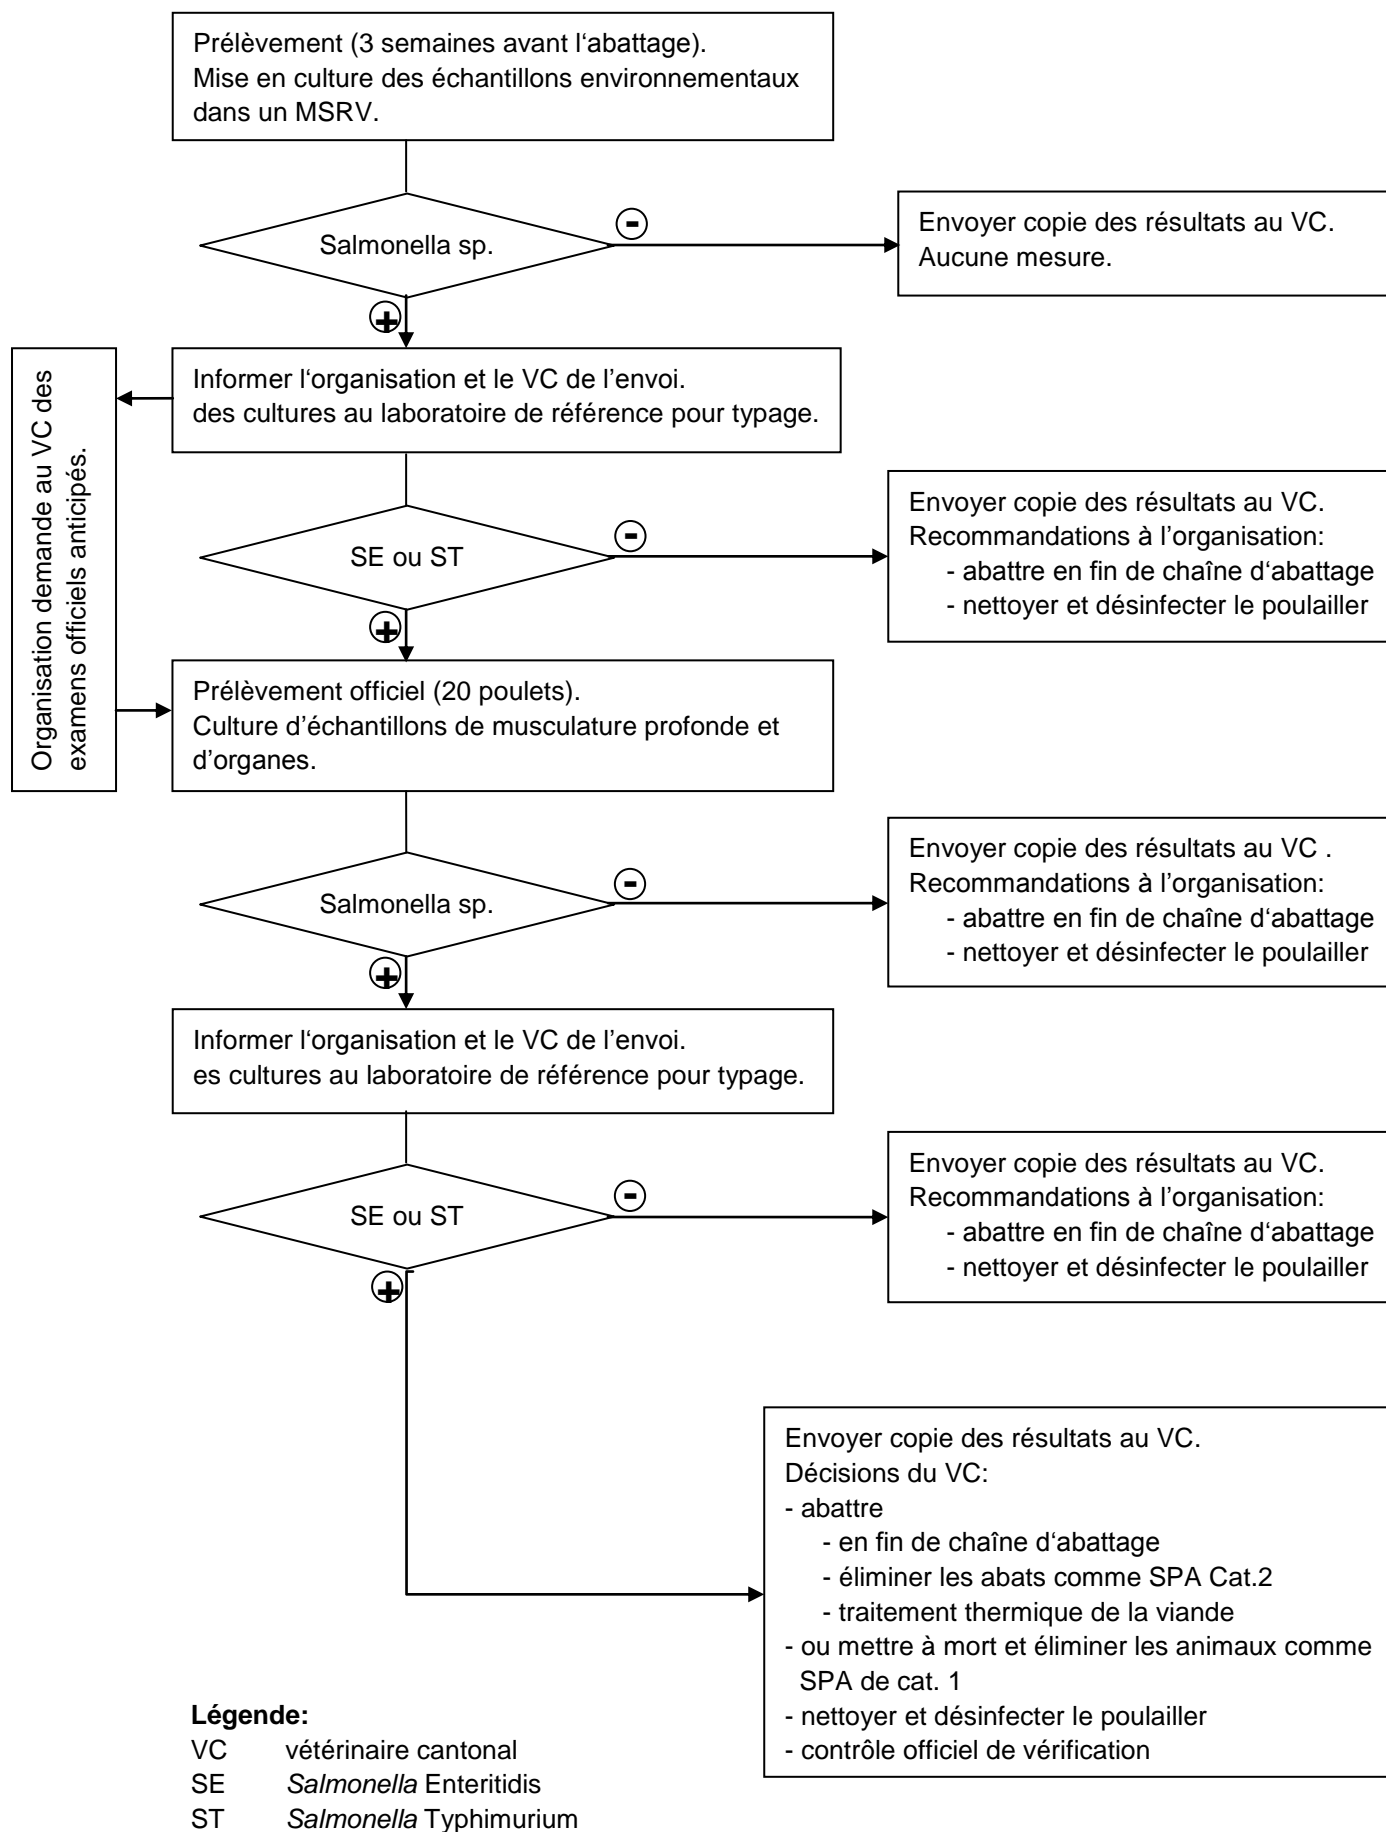 Prélèvement (3 semaines avant l‘abattage).
Mise en culture des échantillons environnementaux
dans un MSRV.
Salmonella sp.
-
Envoyer copie des résultats au VC.
Aucune mesure.
+
Informer l‘organisation et le VC de l’envoi.
des cultures au laboratoire de référence pour typage.
Organisation demande au VC des
examens officiels anticipés.
SE ou ST
-
Envoyer copie des résultats au VC.
Recommandations à l’organisation:
- abattre en fin de chaîne d‘abattage
- nettoyer et désinfecter le poulailler
+
Prélèvement officiel (20 poulets).
Culture d’échantillons de musculature profonde et
d’organes.
Salmonella sp.
-
Envoyer copie des résultats au VC .
Recommandations à l’organisation:
- abattre en fin de chaîne d‘abattage
- nettoyer et désinfecter le poulailler
+
Informer l‘organisation et le VC de l’envoi.
es cultures au laboratoire de référence pour typage.
SE ou ST
-
Envoyer copie des résultats au VC.
Recommandations à l’organisation:
- abattre en fin de chaîne d‘abattage
- nettoyer et désinfecter le poulailler
+
Envoyer copie des résultats au VC.
Décisions du VC:
- abattre
- en fin de chaîne d‘abattage
- éliminer les abats comme SPA Cat.2
- traitement thermique de la viande
- ou mettre à mort et éliminer les animaux comme
SPA de cat. 1
- nettoyer et désinfecter le poulailler
- contrôle officiel de vérification
Légende:
VC vétérinaire cantonal
SE Salmonella Enteritidis
ST Salmonella Typhimurium